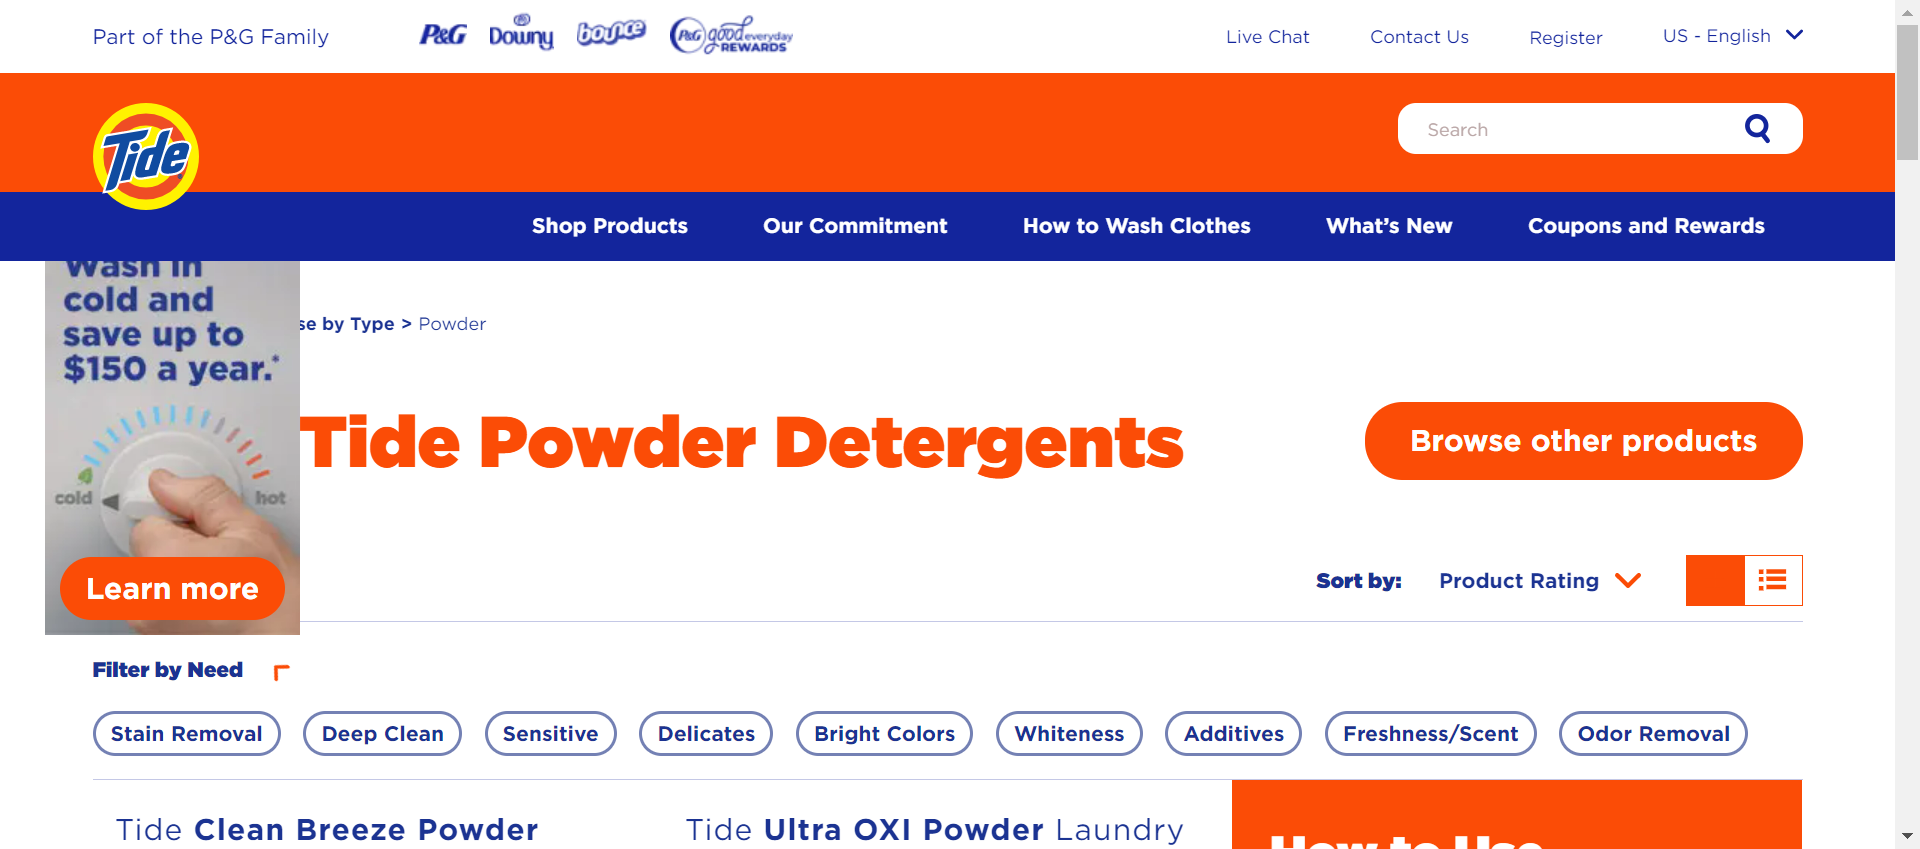 Part of the P&G Family
P&G
Downy
bounce
P&G good everyday
REWARDS
Live Chat
Contact Us
Register
US - English
Tide
Search
Shop Products
Our Commitment
How to Wash Clothes
What's New
Coupons and Rewards
Wash in
cold and
save up to
$150 a year.*
cold
hot
Learn more
se by Type > Powder
Tide Powder Detergents
Browse other products
Sort by:
Product Rating
Filter by Need
Stain Removal
Deep Clean
Sensitive
Delicates
Bright Colors
Whiteness
Additives
Freshness/Scent
Odor Removal
Tide Clean Breeze Powder
Tide Ultra OXI Powder Laundry
How to Use